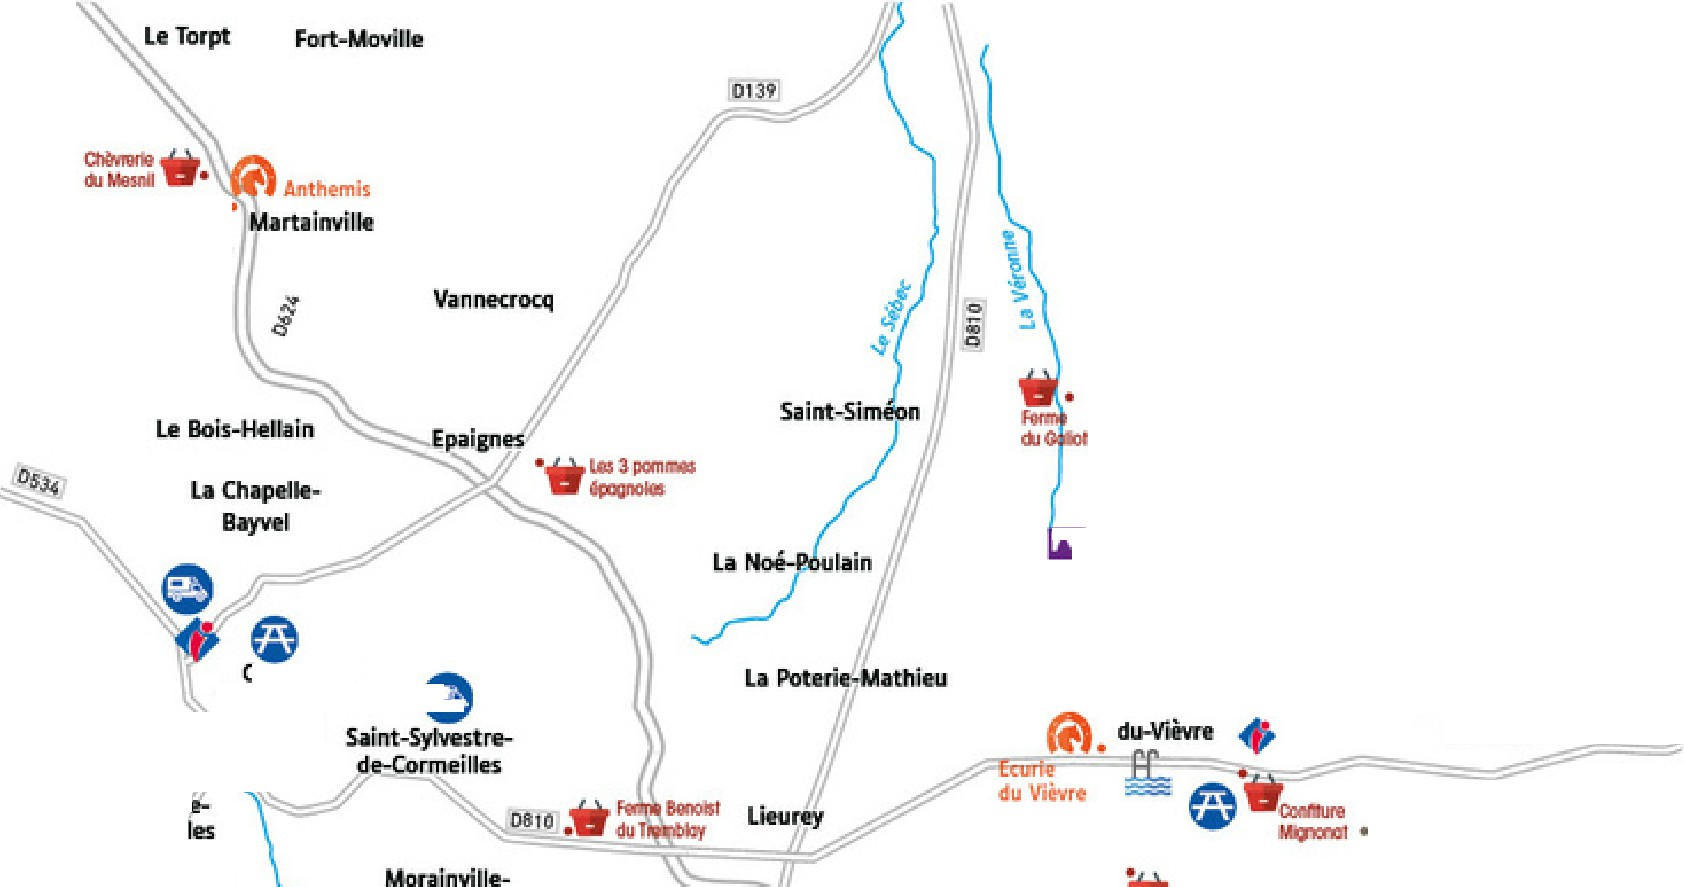 Le Torpt
Fort-Moville
D139
Chèvrerie
du Mesnil
Anthemis
Martainville
La Véronne
Le Sébec
D624
Vannecrocq
D810
Saint-Siméon
Ferme
du Galiot
Le Bois-Hellain
Epaignes
Les 3 pommes
épagnoles
D534
La Chapelle-
Bayvel
La Noé-Poulain
C
La Poterie-Mathieu
Saint-Sylvestre-
de-Cormeilles
du-Vièvre
Ecurie
du Vièvre
e-
les
D810
Ferme Benoist
du Tremblay
Lieurey
Confiture
Mignonat
Morainville-